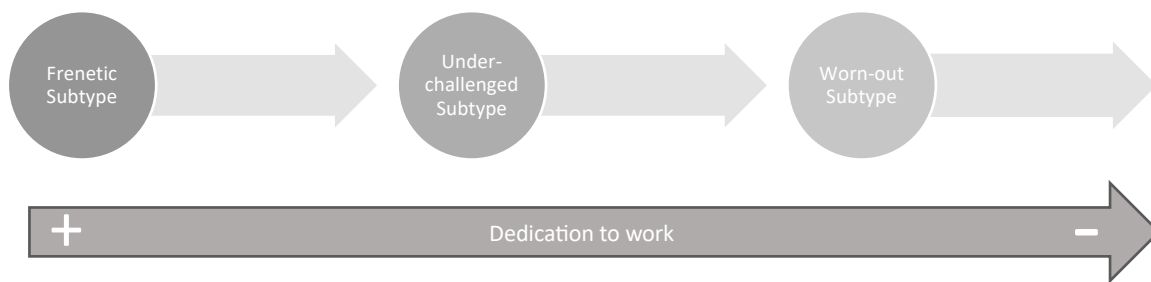 Frenetic
Subtype
Under-
challenged
Subtype
Worn-out
Subtype
+
Dedication to work
-